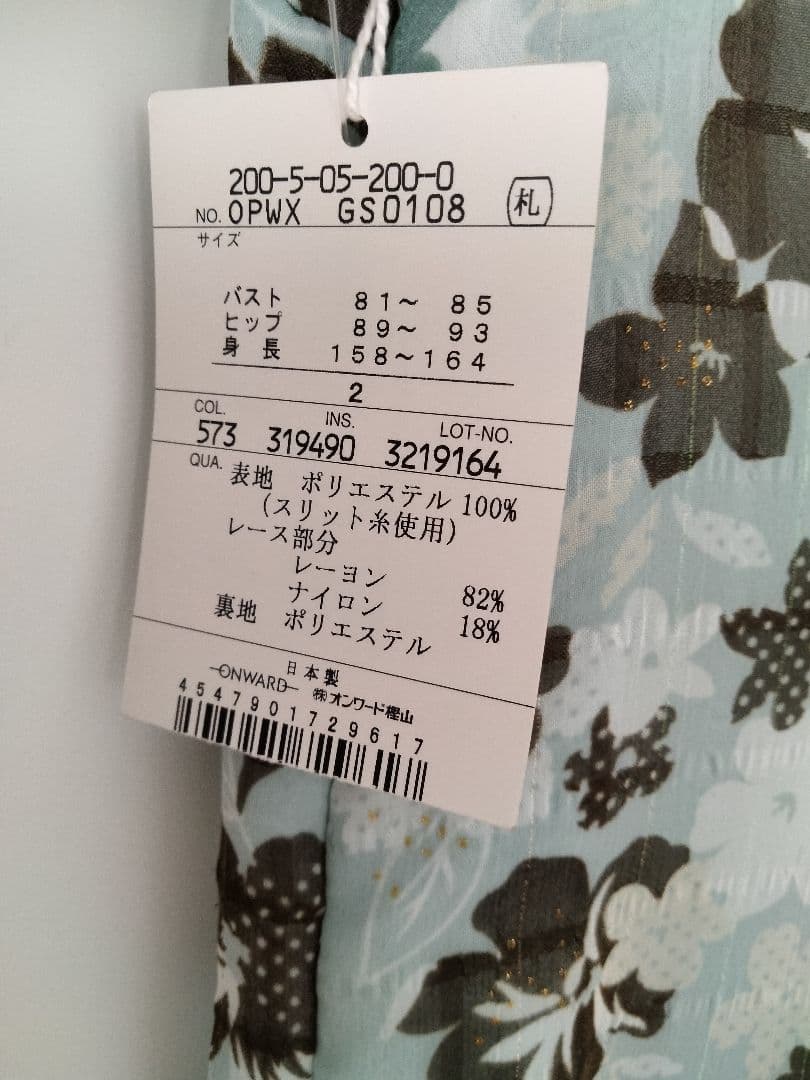 200-5-05-200-0
NO. OPWX GS0108 札
サイズ
バスト 81～ 85
ヒップ 89～ 93
身長 158～164
2
COL. INS. LOT-NO.
573 319490 3219164
QUA. 表地 ポリエステル 100%
(スリット糸使用)
レース部分
レーヨン 82%
ナイロン 18%
裏地 ポリエステル
日本製
ONWARD ㈱オンワード樫山
4547901729617